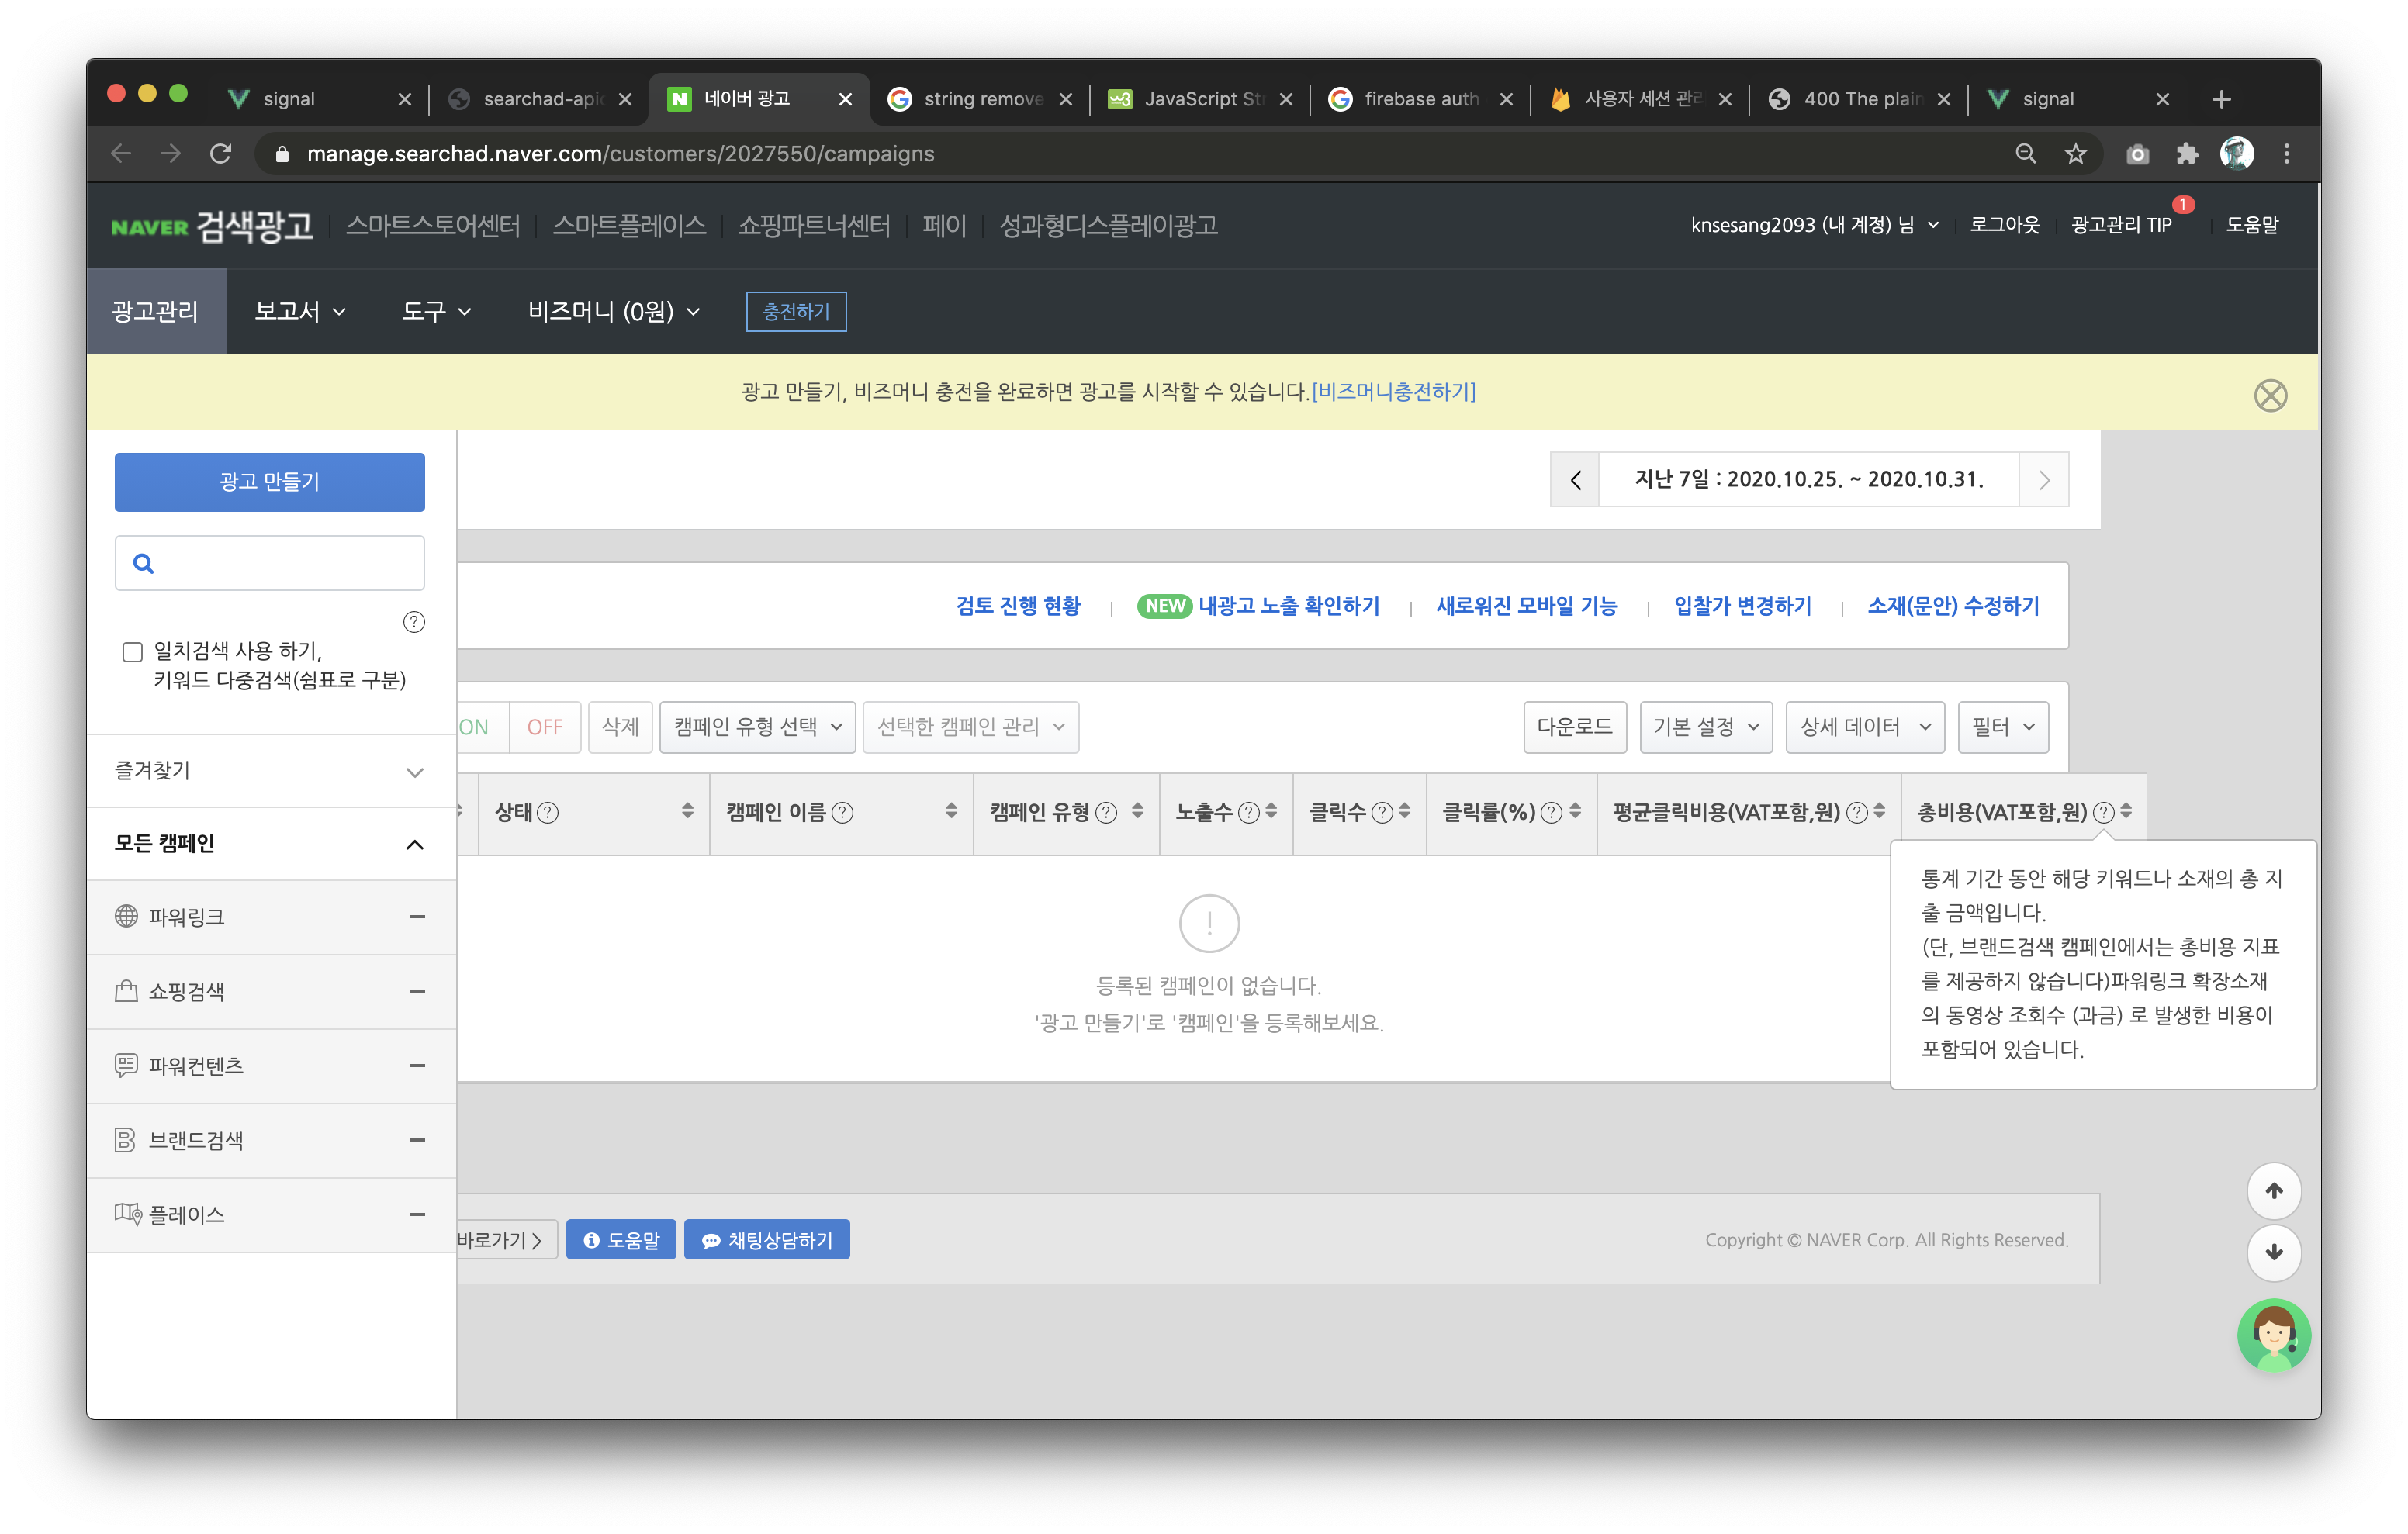 signal
searchad-apic
네이버 광고
string remove
JavaScript Str
firebase auth
사용자 세션 관리
400 The plain
signal
manage.searchad.naver.com/customers/2027550/campaigns
NAVER 검색광고
스마트스토어센터
스마트플레이스
쇼핑파트너센터
페이
성과형디스플레이광고
knsesang2093 (내 계정) 님
로그아웃
광고관리 TIP
1
도움말
광고관리
보고서
도구
비즈머니 (0원)
충전하기
광고 만들기, 비즈머니 충전을 완료하면 광고를 시작할 수 있습니다.[비즈머니충전하기]
광고 만들기
지난 7일 : 2020.10.25. ~ 2020.10.31.
일치검색 사용 하기,
키워드 다중검색(쉼표로 구분)
검토 진행 현황
NEW 내광고 노출 확인하기
새로워진 모바일 기능
입찰가 변경하기
소재(문안) 수정하기
ON
OFF
삭제
캠페인 유형 선택
선택한 캠페인 관리
다운로드
기본 설정
상세 데이터
필터
즐겨찾기
모든 캠페인
파워링크
쇼핑검색
파워컨텐츠
브랜드검색
플레이스
상태
캠페인 이름
캠페인 유형
노출수
클릭수
클릭률(%)
평균클릭비용(VAT포함,원)
총비용(VAT포함,원)
통계 기간 동안 해당 키워드나 소재의 총 지
출 금액입니다.
(단, 브랜드검색 캠페인에서는 총비용 지표
를 제공하지 않습니다)파워링크 확장소재
의 동영상 조회수 (과금) 로 발생한 비용이
포함되어 있습니다.
등록된 캠페인이 없습니다.
'광고 만들기'로 '캠페인'을 등록해보세요.
바로가기
도움말
채팅상담하기
Copyright © NAVER Corp. All Rights Reserved.